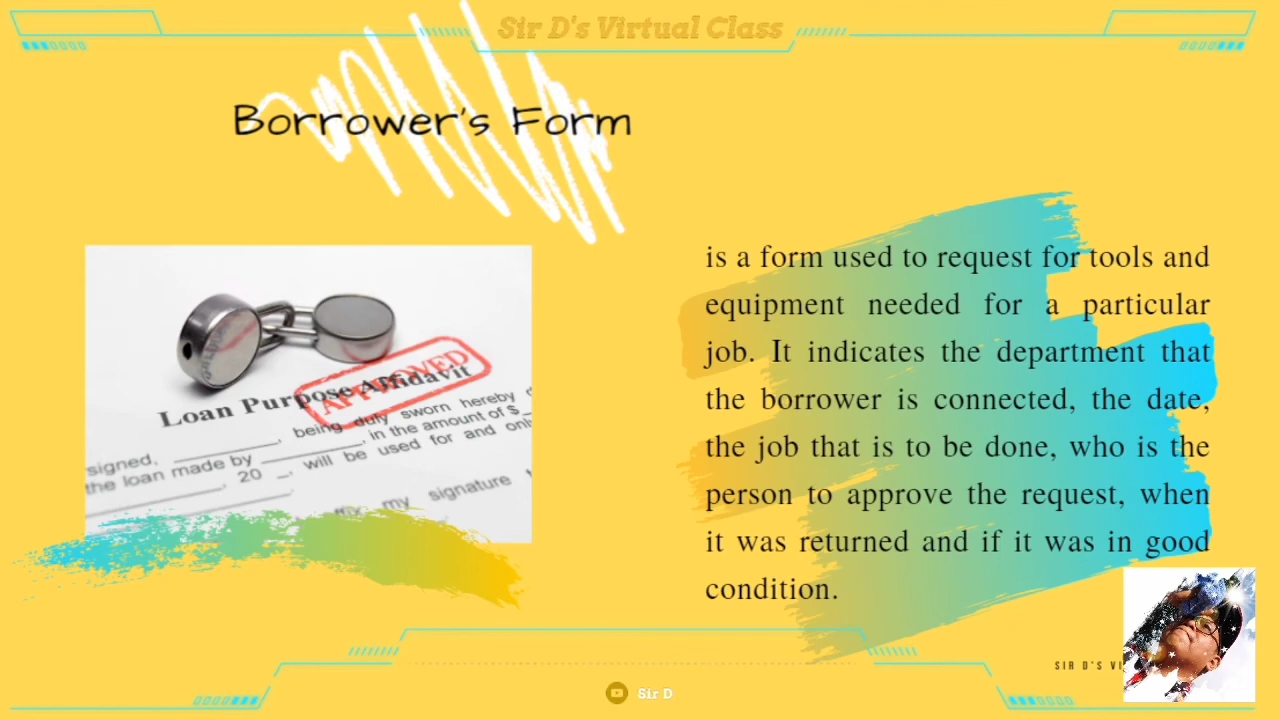 Sir D's Virtual Class
Borrower's Form
is a form used to request for tools and
equipment needed for a particular
job. It indicates the department that
the borrower is connected, the date,
the job that is to be done, who is the
person to approve the request, when
it was returned and if it was in good
condition.
APPROVED
Loan Purpose Affidavit
, being duly sworn hereby d
signed, , in the amount of $
the loan made by , will be used for and onl
, 20
my signature
SIR D'S VI
Sir D